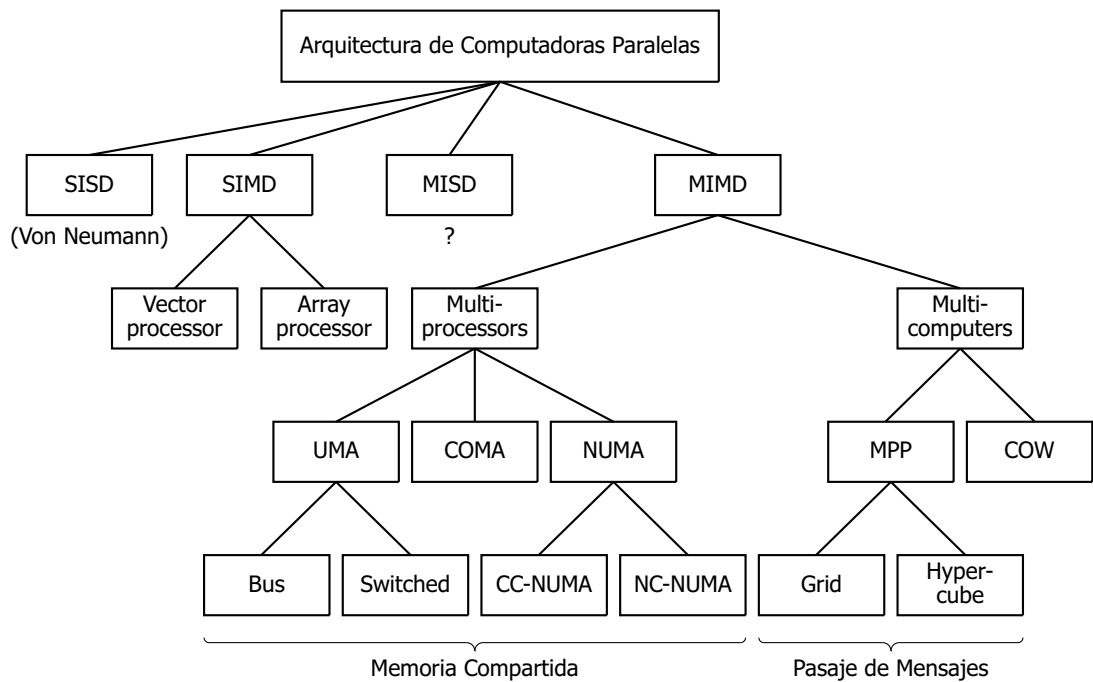 Arquitectura de Computadoras Paralelas
SISD
SIMD
MISD
MIMD
(Von Neumann)
?
Vector
processor
Array
processor
Multi-
processors
Multi-
computers
UMA
COMA
NUMA
MPP
COW
Bus
Switched
CC-NUMA
NC-NUMA
Grid
Hyper-
cube
Memoria Compartida
Pasaje de Mensajes